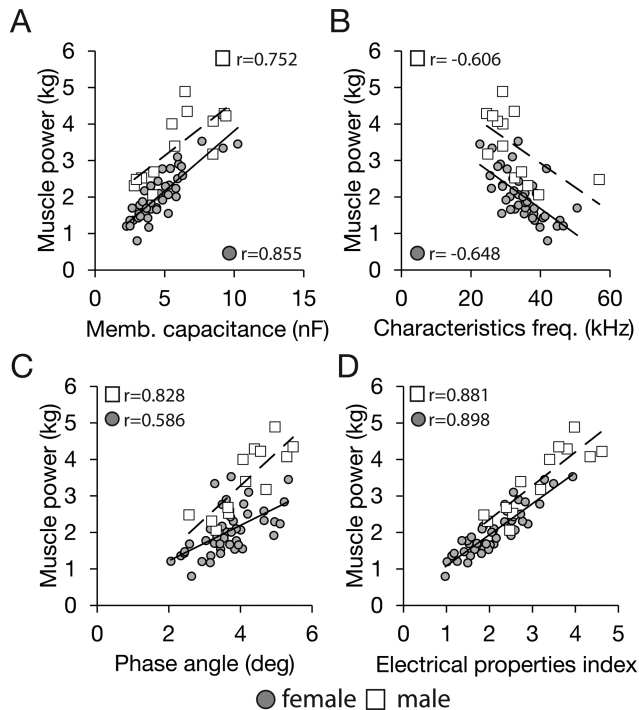 A
B
Muscle power (kg)
6
5
4
3
2
1
0
r=0.752
r=0.855
0 5 10 15
Memb. capacitance (nF)
Muscle power (kg)
6
5
4
3
2
1
0
r= -0.606
r= -0.648
0 20 40 60
Characteristics freq. (kHz)
C
D
Muscle power (kg)
6
5
4
3
2
1
0
r=0.828
r=0.586
0 2 4 6
Phase angle (deg)
Muscle power (kg)
6
5
4
3
2
1
0
r=0.881
r=0.898
0 1 2 3 4 5
Electrical properties index
female male